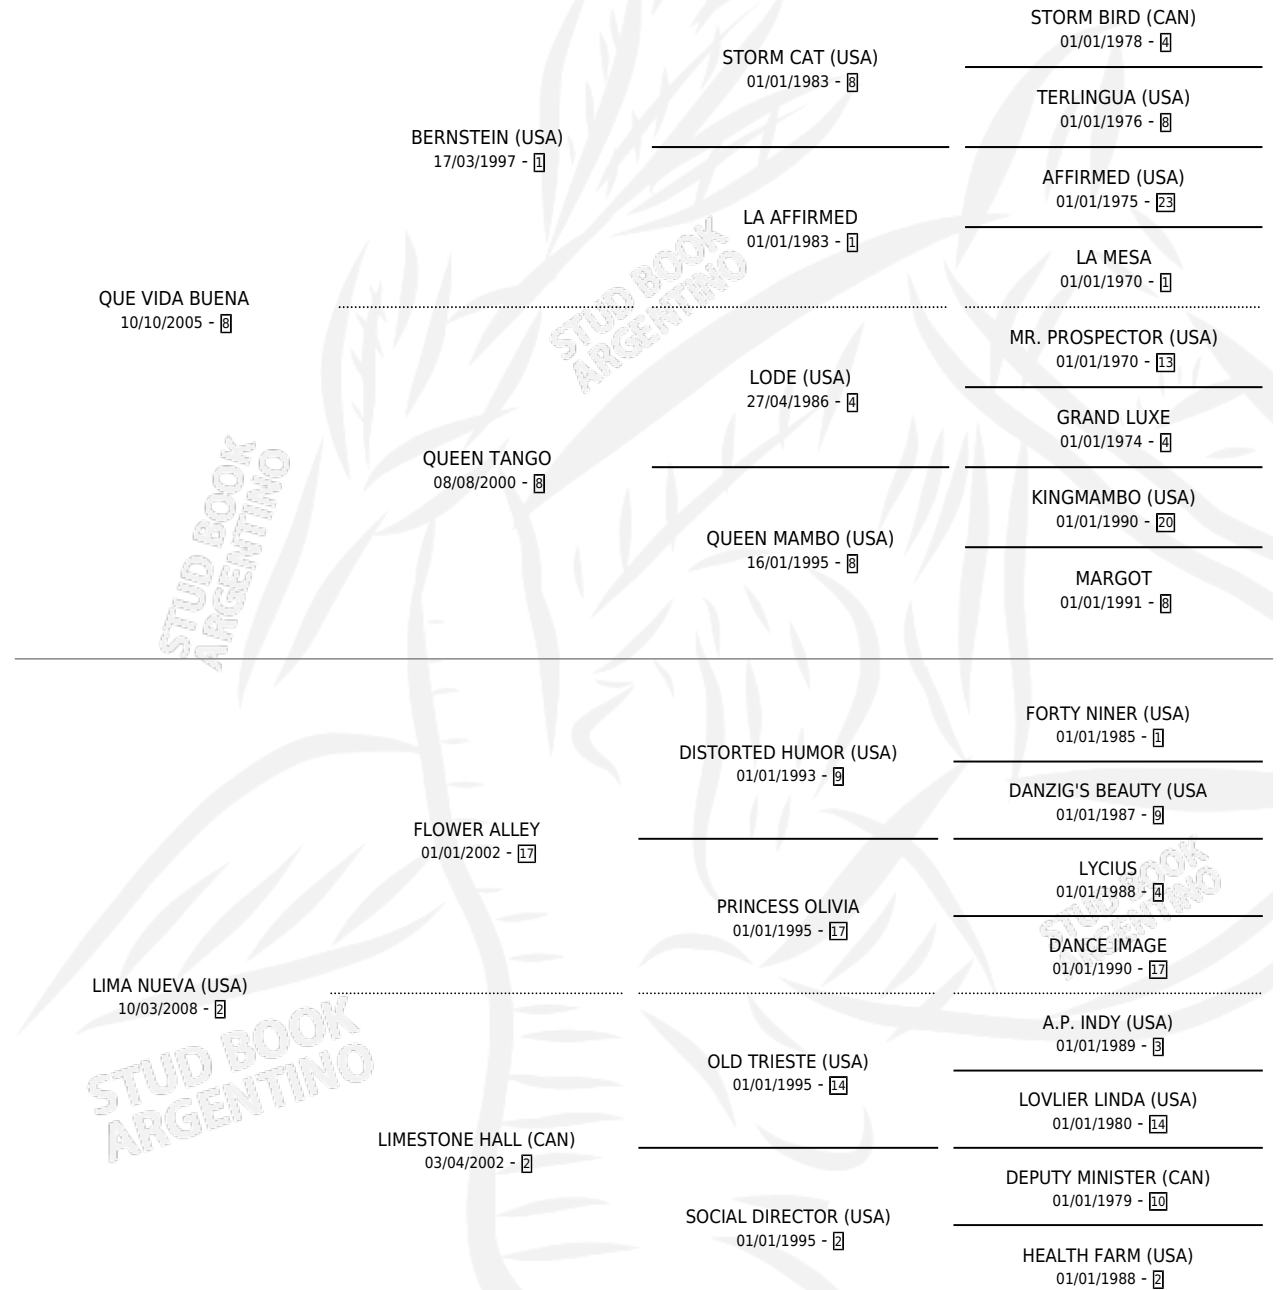 STORM BIRD (CAN)
01/01/1978 - 4
STORM CAT (USA)
01/01/1983 - 8
TERLINGUA (USA)
01/01/1976 - 8
BERNSTEIN (USA)
17/03/1997 - 1
AFFIRMED (USA)
01/01/1975 - 23
LA AFFIRMED
01/01/1983 - 1
LA MESA
01/01/1970 - 1
QUE VIDA BUENA
10/10/2005 - 8
MR. PROSPECTOR (USA)
01/01/1970 - 13
LODE (USA)
27/04/1986 - 4
GRAND LUXE
01/01/1974 - 4
QUEEN TANGO
08/08/2000 - 8
KINGMAMBO (USA)
01/01/1990 - 20
QUEEN MAMBO (USA)
16/01/1995 - 8
MARGOT
01/01/1991 - 8
FORTY NINER (USA)
01/01/1985 - 1
DISTORTED HUMOR (USA)
01/01/1993 - 9
DANZIG'S BEAUTY (USA
01/01/1987 - 9
FLOWER ALLEY
01/01/2002 - 17
LYCIUS
01/01/1988 - 4
PRINCESS OLIVIA
01/01/1995 - 17
DANCE IMAGE
01/01/1990 - 17
LIMA NUEVA (USA)
10/03/2008 - 2
A.P. INDY (USA)
01/01/1989 - 3
OLD TRIESTE (USA)
01/01/1995 - 14
LOVLIER LINDA (USA)
01/01/1980 - 14
LIMESTONE HALL (CAN)
03/04/2002 - 2
DEPUTY MINISTER (CAN)
01/01/1979 - 10
SOCIAL DIRECTOR (USA)
01/01/1995 - 2
HEALTH FARM (USA)
01/01/1988 - 2
STUD BOOK
ARGENTINO
STUD BOOK
ARGENTINO
STUD BOOK
ARGENTINO
STUD BOOK
ARGENTINO